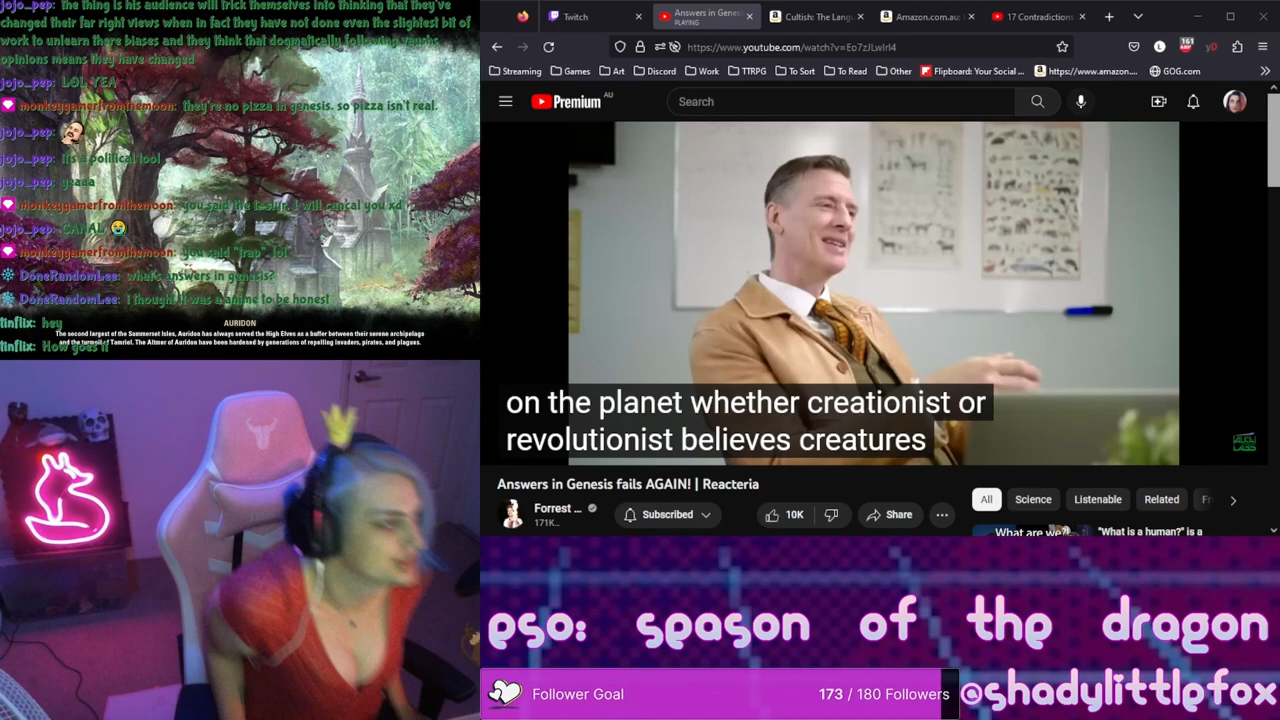 the thing is his audience will trick themselves into thinking that they've
changed their far right views when in fact they have not done even the slightest bit of
work to unlearn there biases and they think that dogmatically following vaushs
opinions means they have changed
jojo_pep: LOL YEA
monkeygamerfromthemoon: they're no pizza in genesis. so pizza isn't real.
jojo_pep:
jojo_pep: its a political lool
jojo_pep: yeaaa
monkeygamerfromthemoon: you said the k-slur. I will cancal you xd
jojo_pep: CANAL 😭
monkeygamerfromthemoon: you said "trap". lol
DoneRandomLee: what's answers in genesis?
DoneRandomLee: I thought it was a anime to be honest
tinflix: hey
tinflix: How goes it
AURIDON
The second largest of the Summerset Isles, Auridon has always served the High Elves as a buffer between their serene archipelago
and the turmoil of Tamriel. The Altmer of Auridon have been hardened by generations of repelling invaders, pirates, and plagues.
Twitch
Answers in Genesi
PLAYING
Cultish: The Langu
Amazon.com.au:
17 Contradictions
https://www.youtube.com/watch?v=Eo7zJLwlrI4
161
Streaming
Games
Art
Discord
Work
TTRPG
To Sort
To Read
Other
Flipboard: Your Social ...
https://www.amazon....
GOG.com
Premium AU
Search
on the planet whether creationist or
revolutionist believes creatures
Answers in Genesis fails AGAIN! | Reacteria
Forrest ...
171K...
Subscribed
10K
Share
All
Science
Listenable
Related
What are we?!
"What is a human?" is a
eso: season of the dragon
Follower Goal
173 / 180 Followers
@shadylittlefox